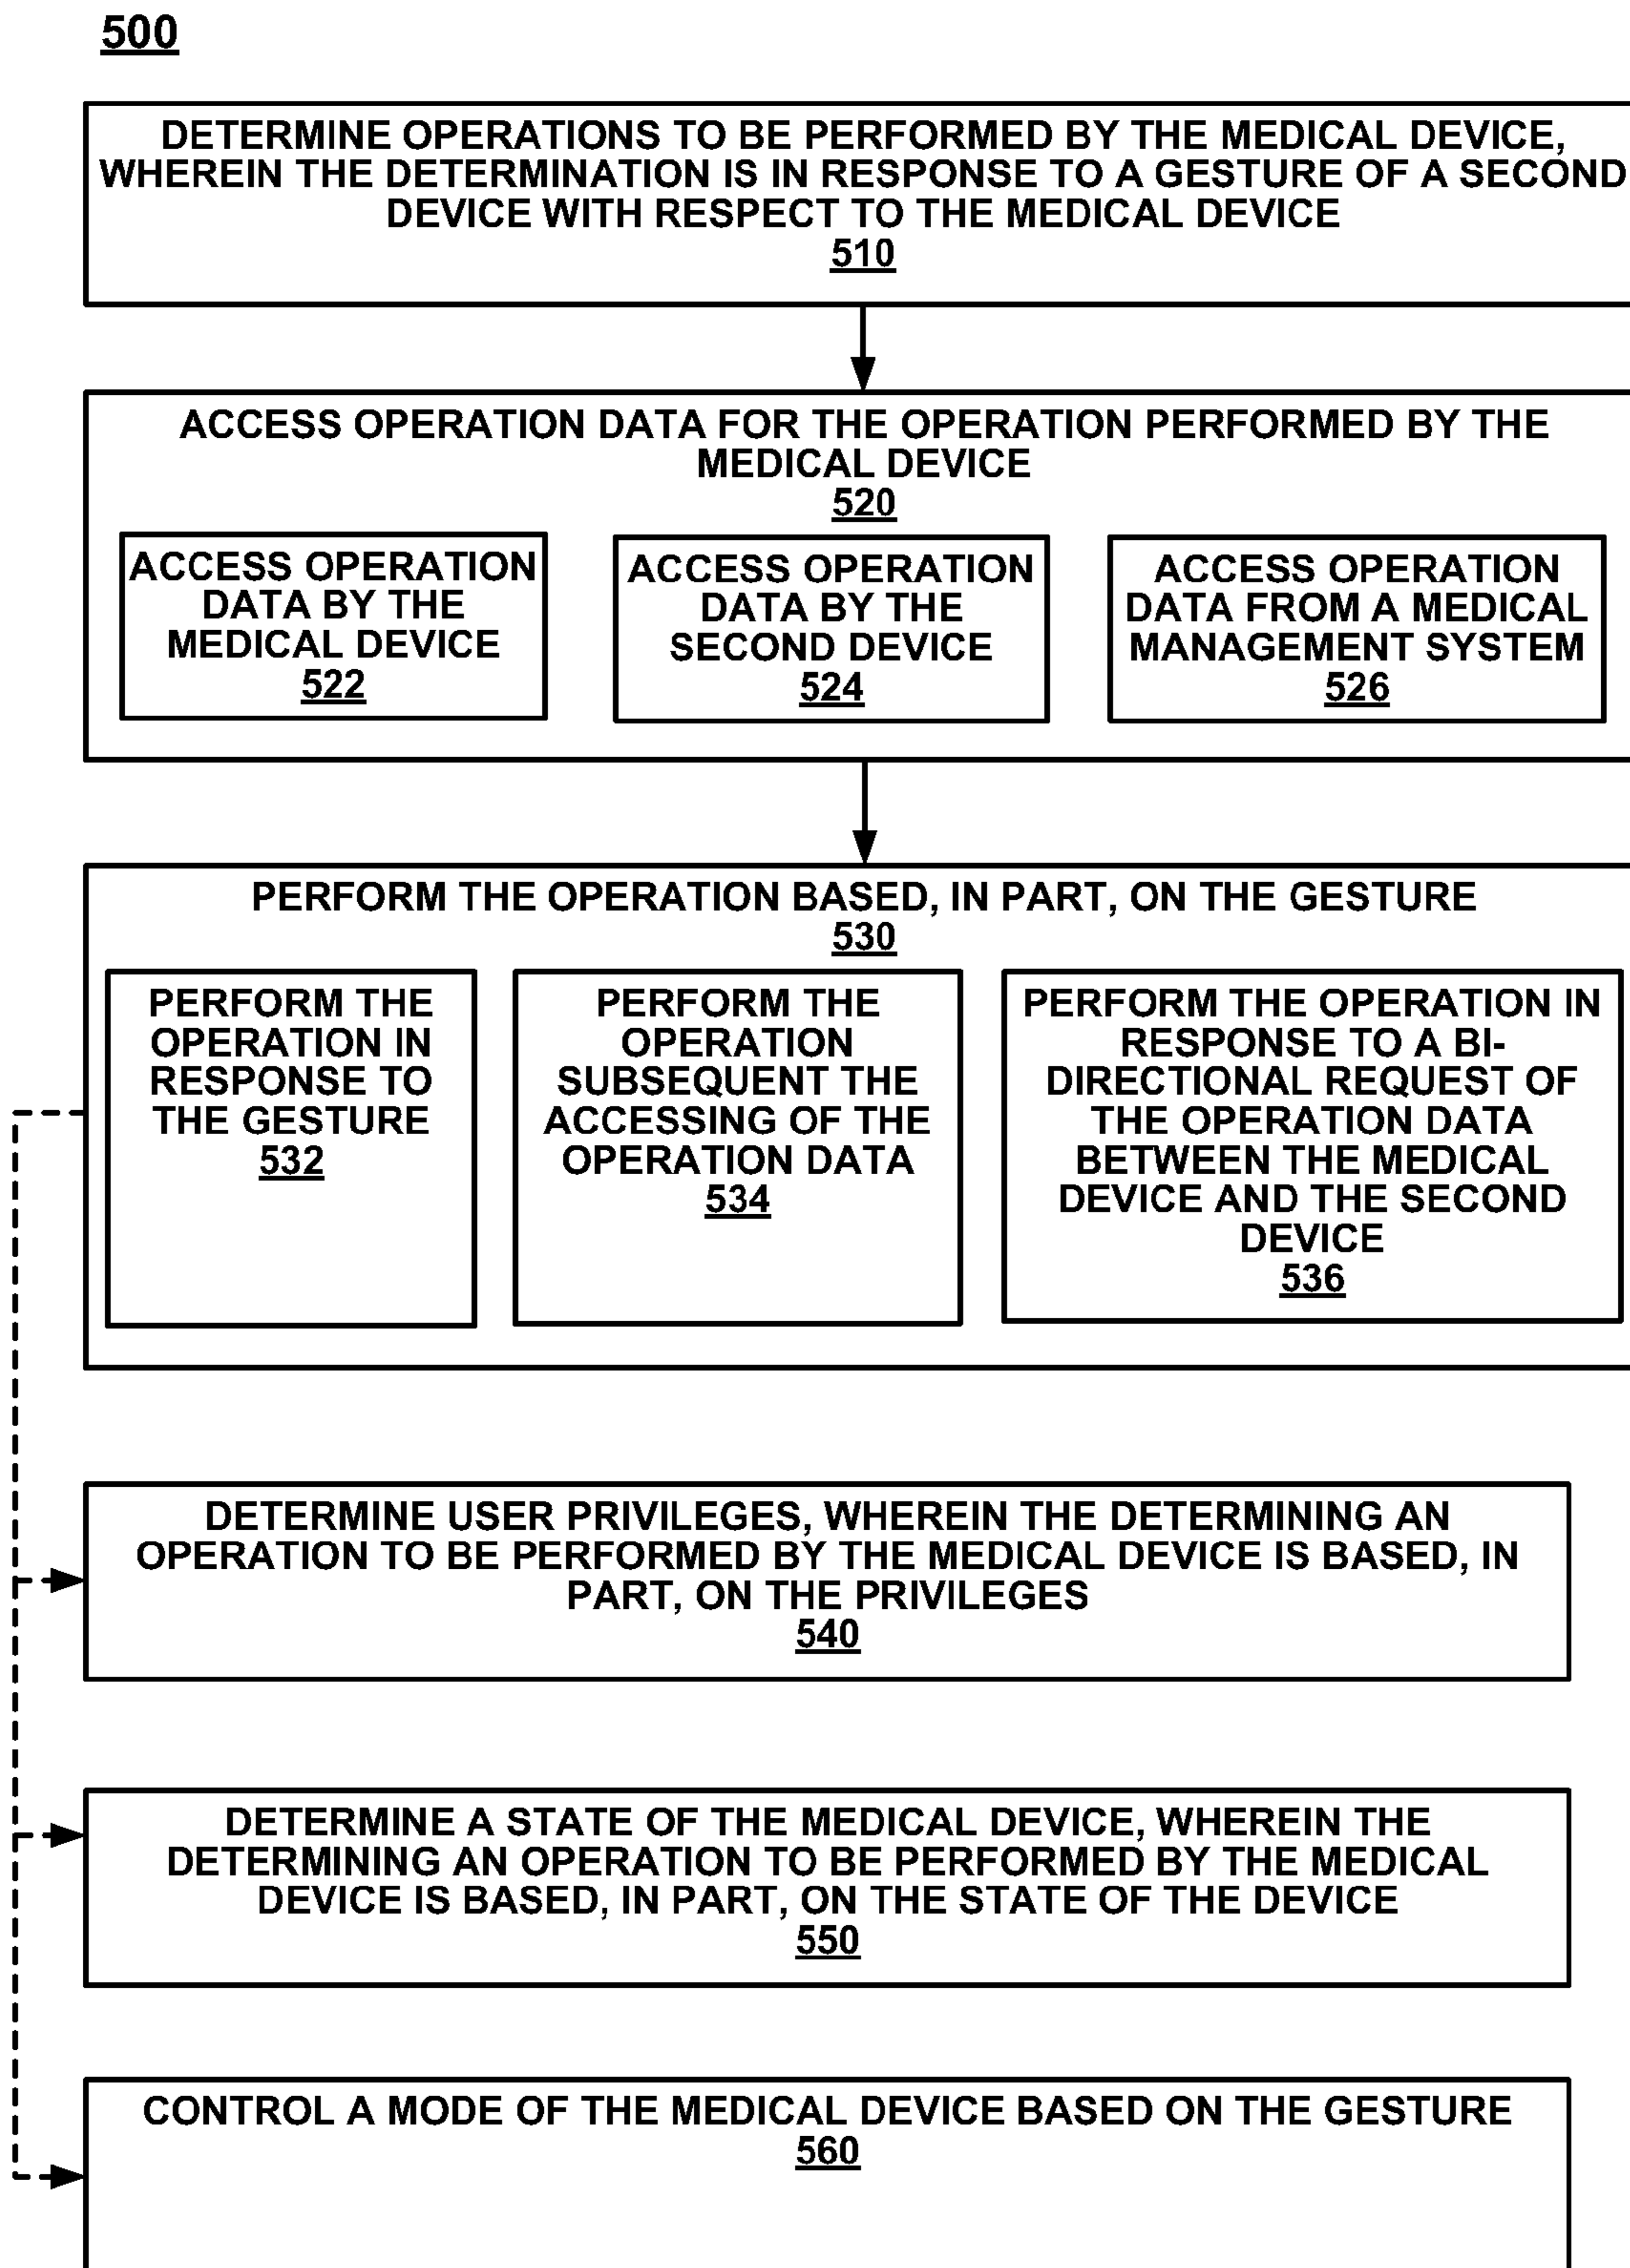 500
DETERMINE OPERATIONS TO BE PERFORMED BY THE MEDICAL DEVICE,
WHEREIN THE DETERMINATION IS IN RESPONSE TO A GESTURE OF A SECOND
DEVICE WITH RESPECT TO THE MEDICAL DEVICE
510
ACCESS OPERATION DATA FOR THE OPERATION PERFORMED BY THE
MEDICAL DEVICE
520
ACCESS OPERATION
DATA BY THE
MEDICAL DEVICE
522
ACCESS OPERATION
DATA BY THE
SECOND DEVICE
524
ACCESS OPERATION
DATA FROM A MEDICAL
MANAGEMENT SYSTEM
526
PERFORM THE OPERATION BASED, IN PART, ON THE GESTURE
530
PERFORM THE
OPERATION IN
RESPONSE TO
THE GESTURE
532
PERFORM THE
OPERATION
SUBSEQUENT THE
ACCESSING OF THE
OPERATION DATA
534
PERFORM THE OPERATION IN
RESPONSE TO A BI-
DIRECTIONAL REQUEST OF
THE OPERATION DATA
BETWEEN THE MEDICAL
DEVICE AND THE SECOND
DEVICE
536
DETERMINE USER PRIVILEGES, WHEREIN THE DETERMINING AN
OPERATION TO BE PERFORMED BY THE MEDICAL DEVICE IS BASED, IN
PART, ON THE PRIVILEGES
540
DETERMINE A STATE OF THE MEDICAL DEVICE, WHEREIN THE
DETERMINING AN OPERATION TO BE PERFORMED BY THE MEDICAL
DEVICE IS BASED, IN PART, ON THE STATE OF THE DEVICE
550
CONTROL A MODE OF THE MEDICAL DEVICE BASED ON THE GESTURE
560